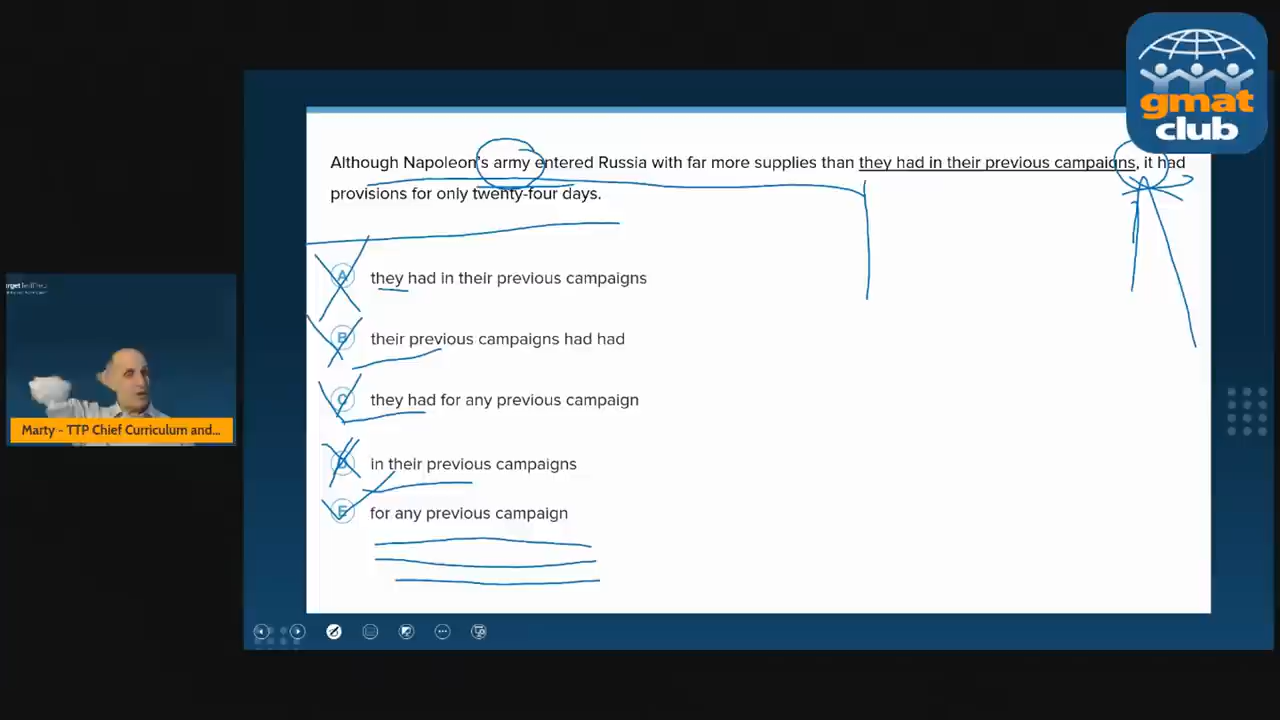 gmat
club
Although Napoleon's army entered Russia with far more supplies than they had in their previous campaigns, it had
provisions for only twenty-four days.
A they had in their previous campaigns
B their previous campaigns had had
C they had for any previous campaign
D in their previous campaigns
E for any previous campaign
Marty - TTP Chief Curriculum and...